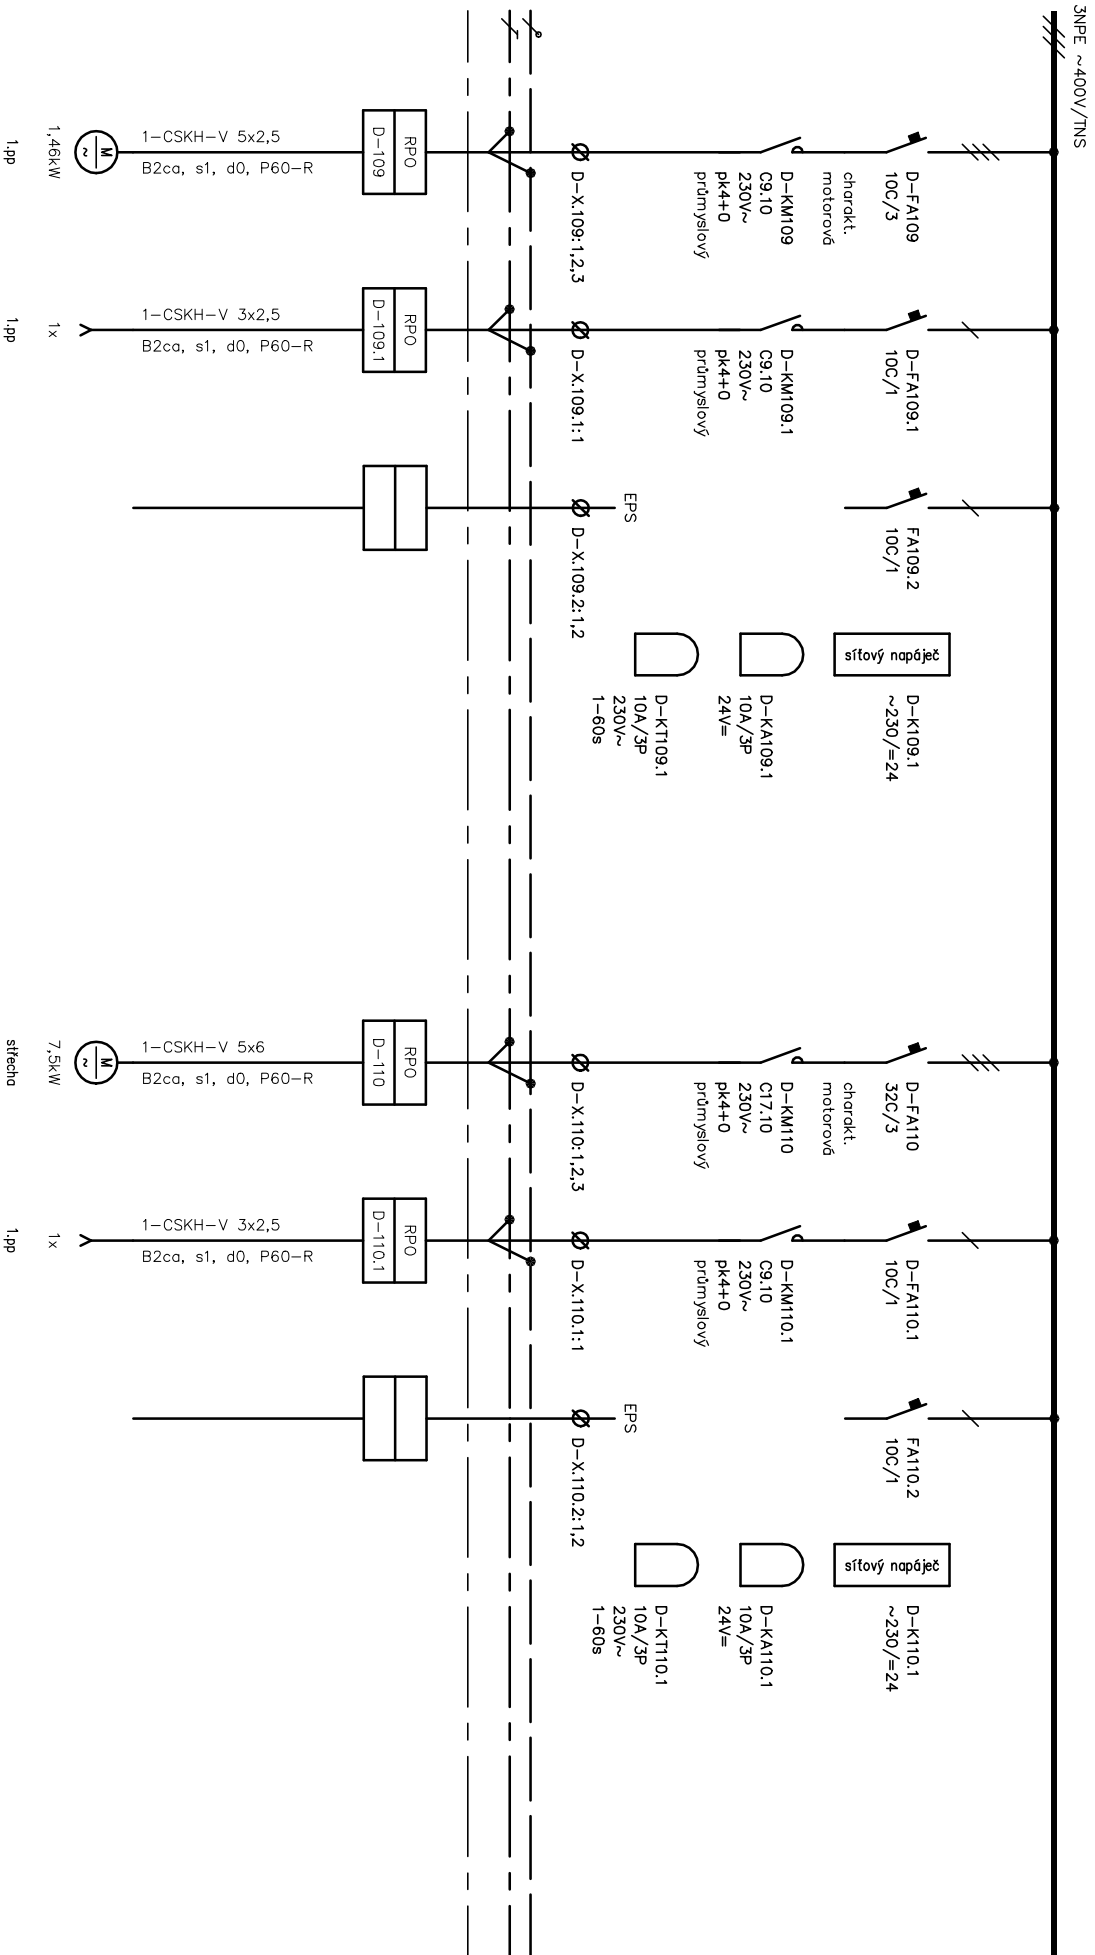 3NPE ~400V/TNS
D-FA109
10C/3
charakt.
motorová
D-KM109
C9.10
230V~
pk4+0
průmyslový
D-X.109:1,2,3
RPO
D-109
1-CSKH-V 5x2,5
B2ca, s1, d0, P60-R
M
~
1,46kW
1.pp
D-FA109.1
10C/1
D-KM109.1
C9.10
230V~
pk4+0
průmyslový
D-X.109.1:1
RPO
D-109.1
1-CSKH-V 3x2,5
B2ca, s1, d0, P60-R
1x
1.pp
FA109.2
10C/1
EPS
D-X.109.2:1,2
síťový napáječ
D-K109.1
~230/=24
D-KA109.1
10A/3P
24V=
D-KT109.1
10A/3P
230V~
1-60s
D-FA110
32C/3
charakt.
motorová
D-KM110
C17.10
230V~
pk4+0
průmyslový
D-X.110:1,2,3
RPO
D-110
1-CSKH-V 5x6
B2ca, s1, d0, P60-R
M
~
7,5kW
střecha
D-FA110.1
10C/1
D-KM110.1
C9.10
230V~
pk4+0
průmyslový
D-X.110.1:1
RPO
D-110.1
1-CSKH-V 3x2,5
B2ca, s1, d0, P60-R
1x
1.pp
FA110.2
10C/1
EPS
D-X.110.2:1,2
síťový napáječ
D-K110.1
~230/=24
D-KA110.1
10A/3P
24V=
D-KT110.1
10A/3P
230V~
1-60s